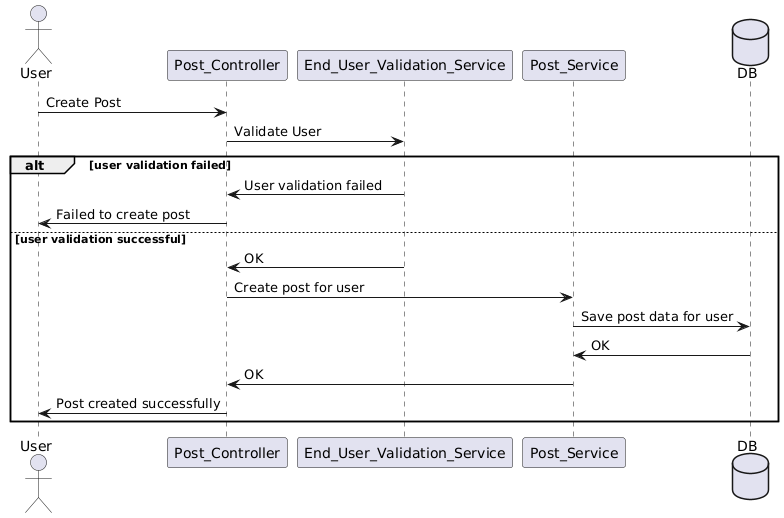 User
Post_Controller
End_User_Validation_Service
Post_Service
DB
Create Post
Validate User
alt
[user validation failed]
User validation failed
Failed to create post
[user validation successful]
OK
Create post for user
Save post data for user
OK
OK
Post created successfully
User
Post_Controller
End_User_Validation_Service
Post_Service
DB